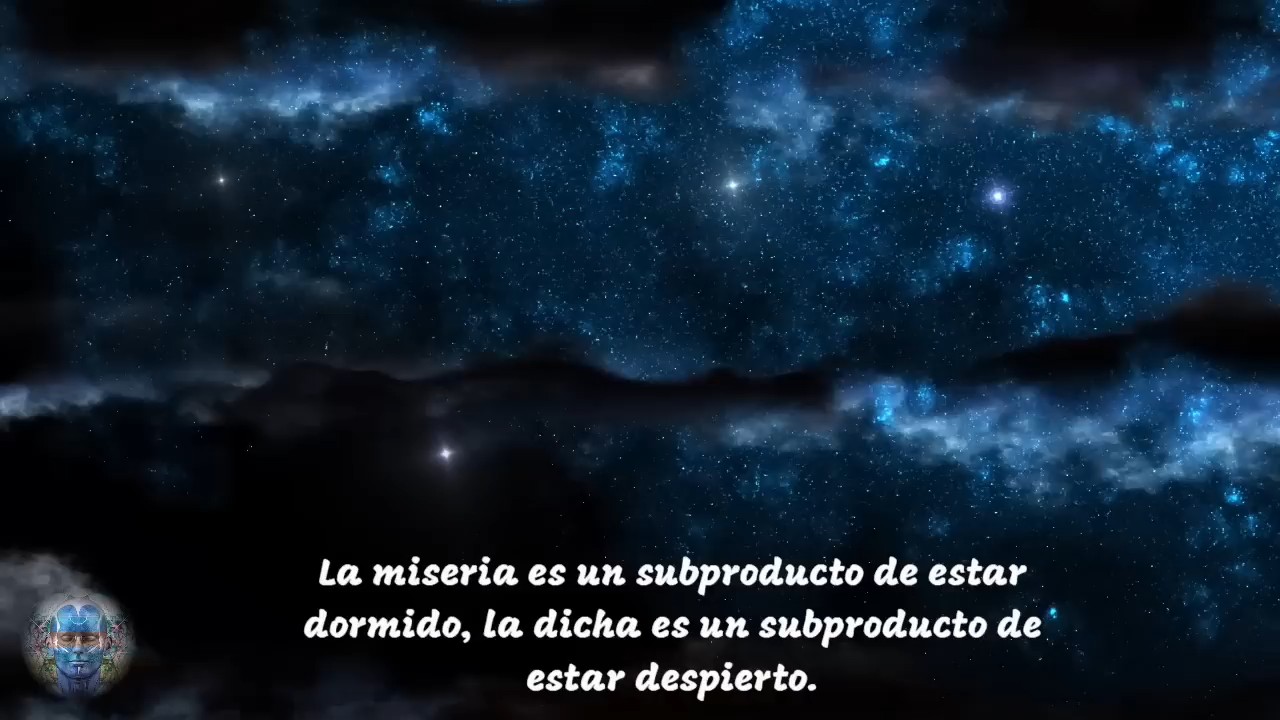 La miseria es un subproducto de estar
dormido, la dicha es un subproducto de
estar despierto.